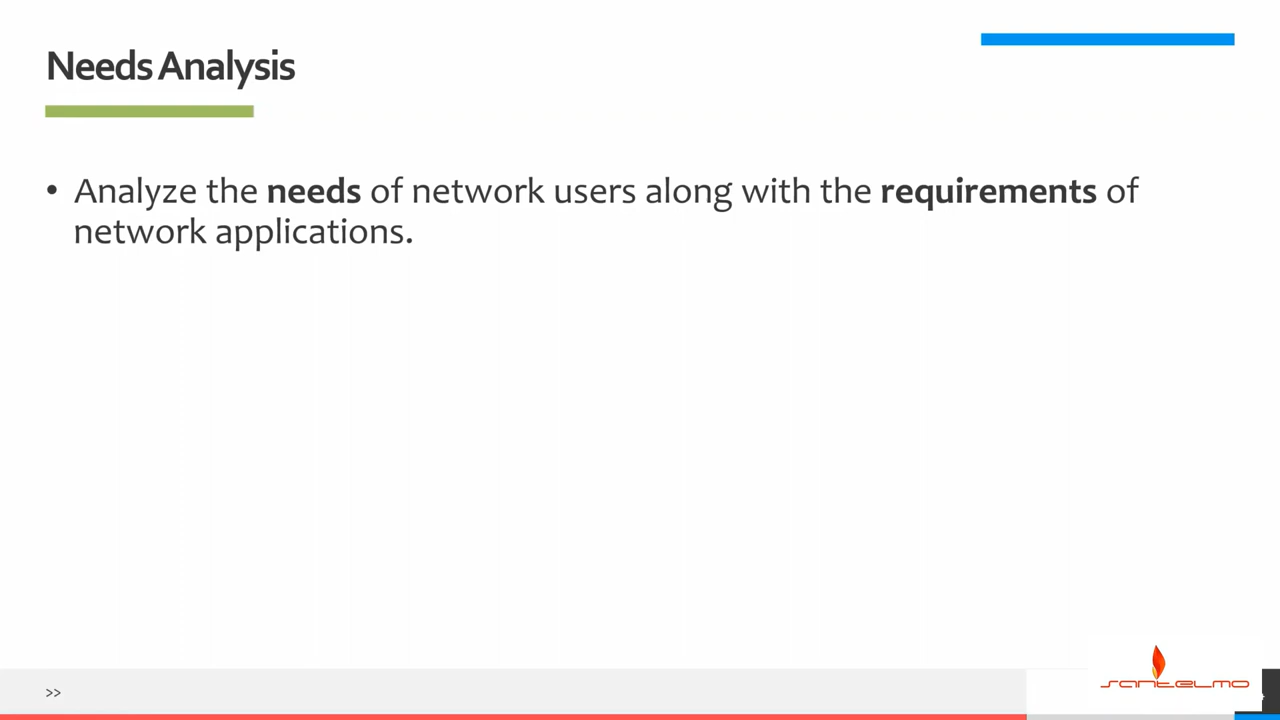 Needs Analysis
• Analyze the needs of network users along with the requirements of
network applications.
>>
santelmo